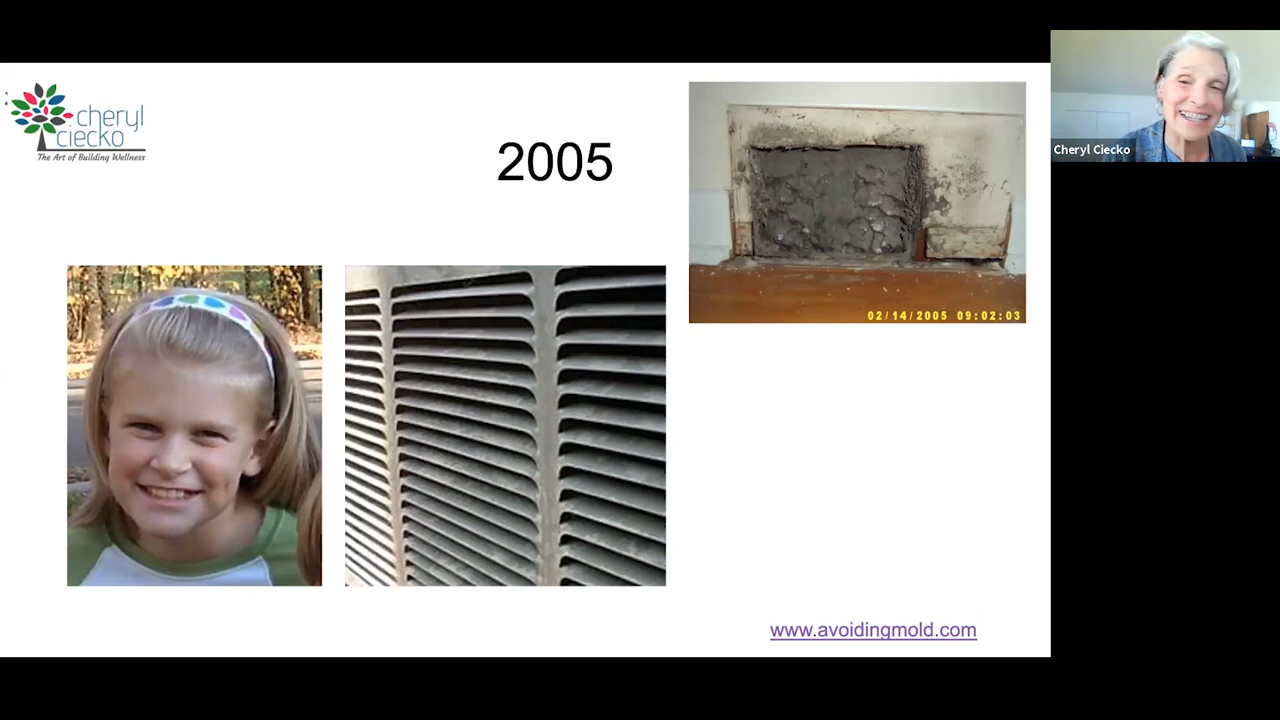 cheryl
ciecko
The Art of Building Wellness
2005
02/14/2005 09:02:03
www.avoidingmold.com
Cheryl Ciecko